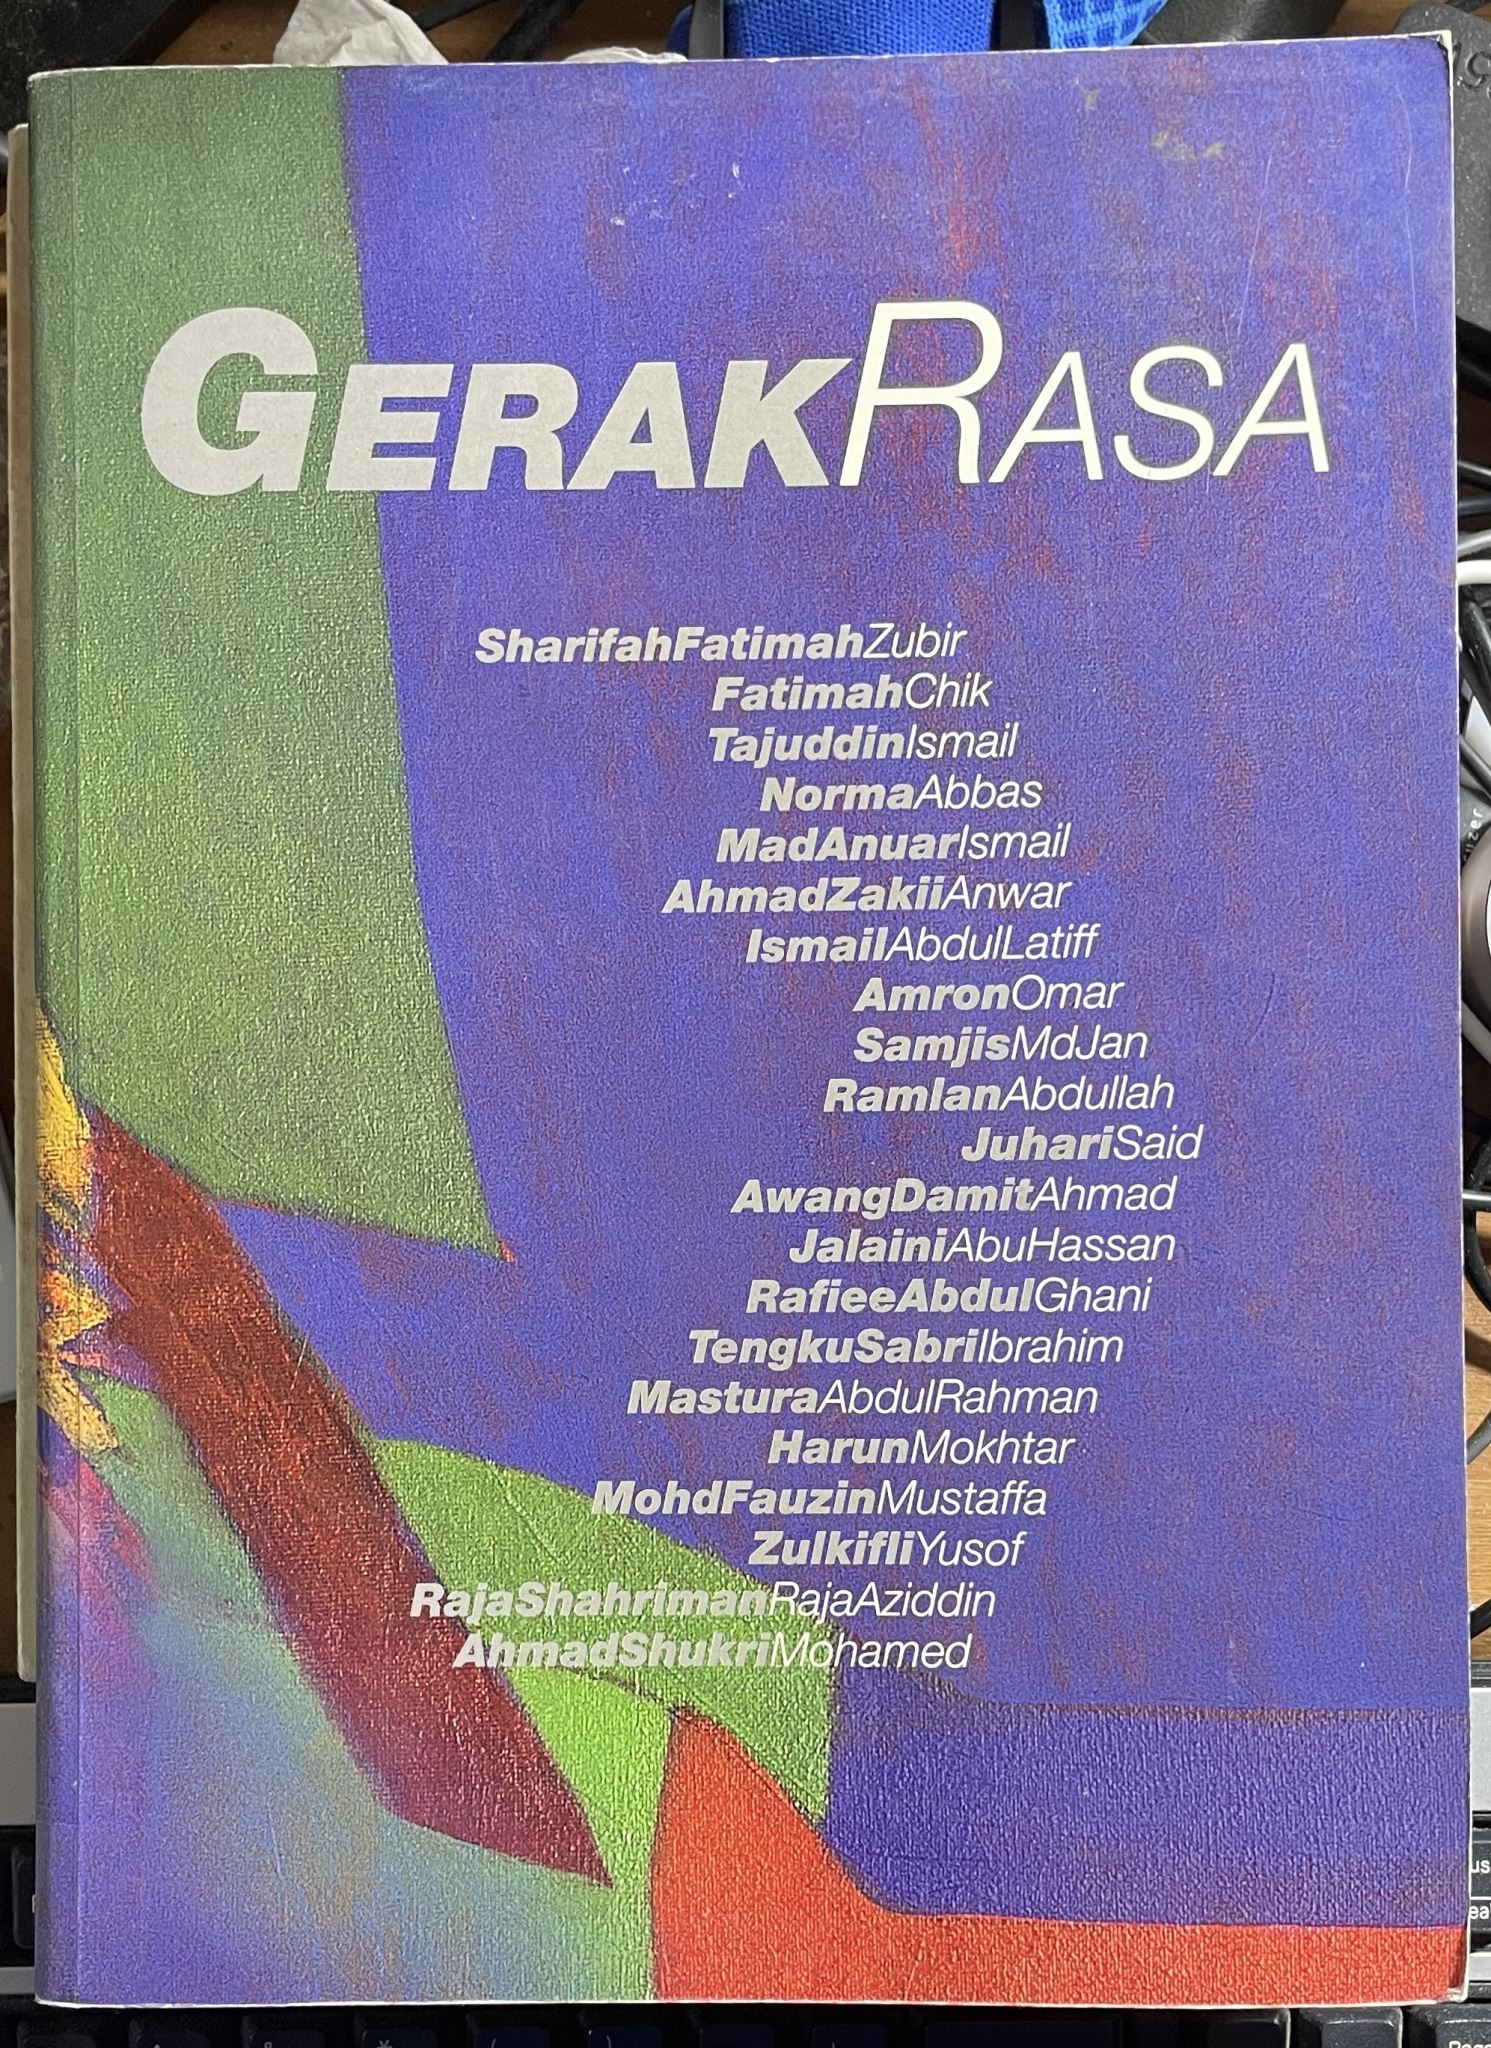 GERAKRASA
SharifahFatimahZubir
FatimahChik
TajuddinIsmail
NormaAbbas
MadAnuarIsmail
AhmadZakiiAnwar
IsmailAbdulLatiff
AmronOmar
SamjisMdJan
RamlanAbdullah
JuhariSaid
AwangDamitAhmad
JalainiAbuHassan
RafieeAbdulGhani
TengkuSabriIbrahim
MasturaAbdulRahman
HarunMokhtar
MohdFauzinMustaffa
ZulkifliYusof
RajaShahrimanRajaAziddin
AhmadShukriMohamed